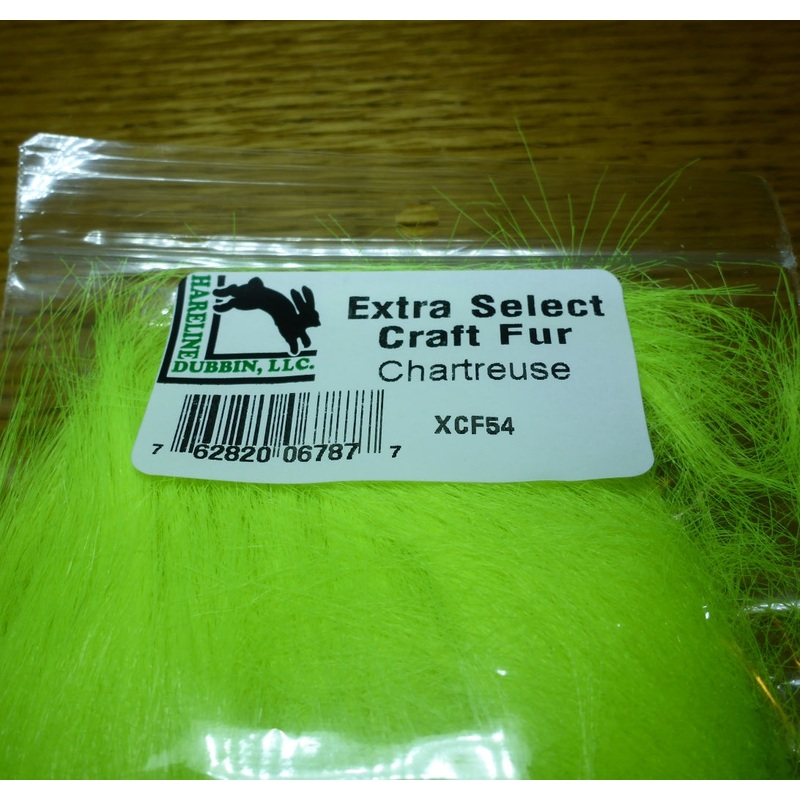 HARELINE
DUBBIN, LLC.
Extra Select
Craft Fur
Chartreuse
XCF54
7 62820 06787 7